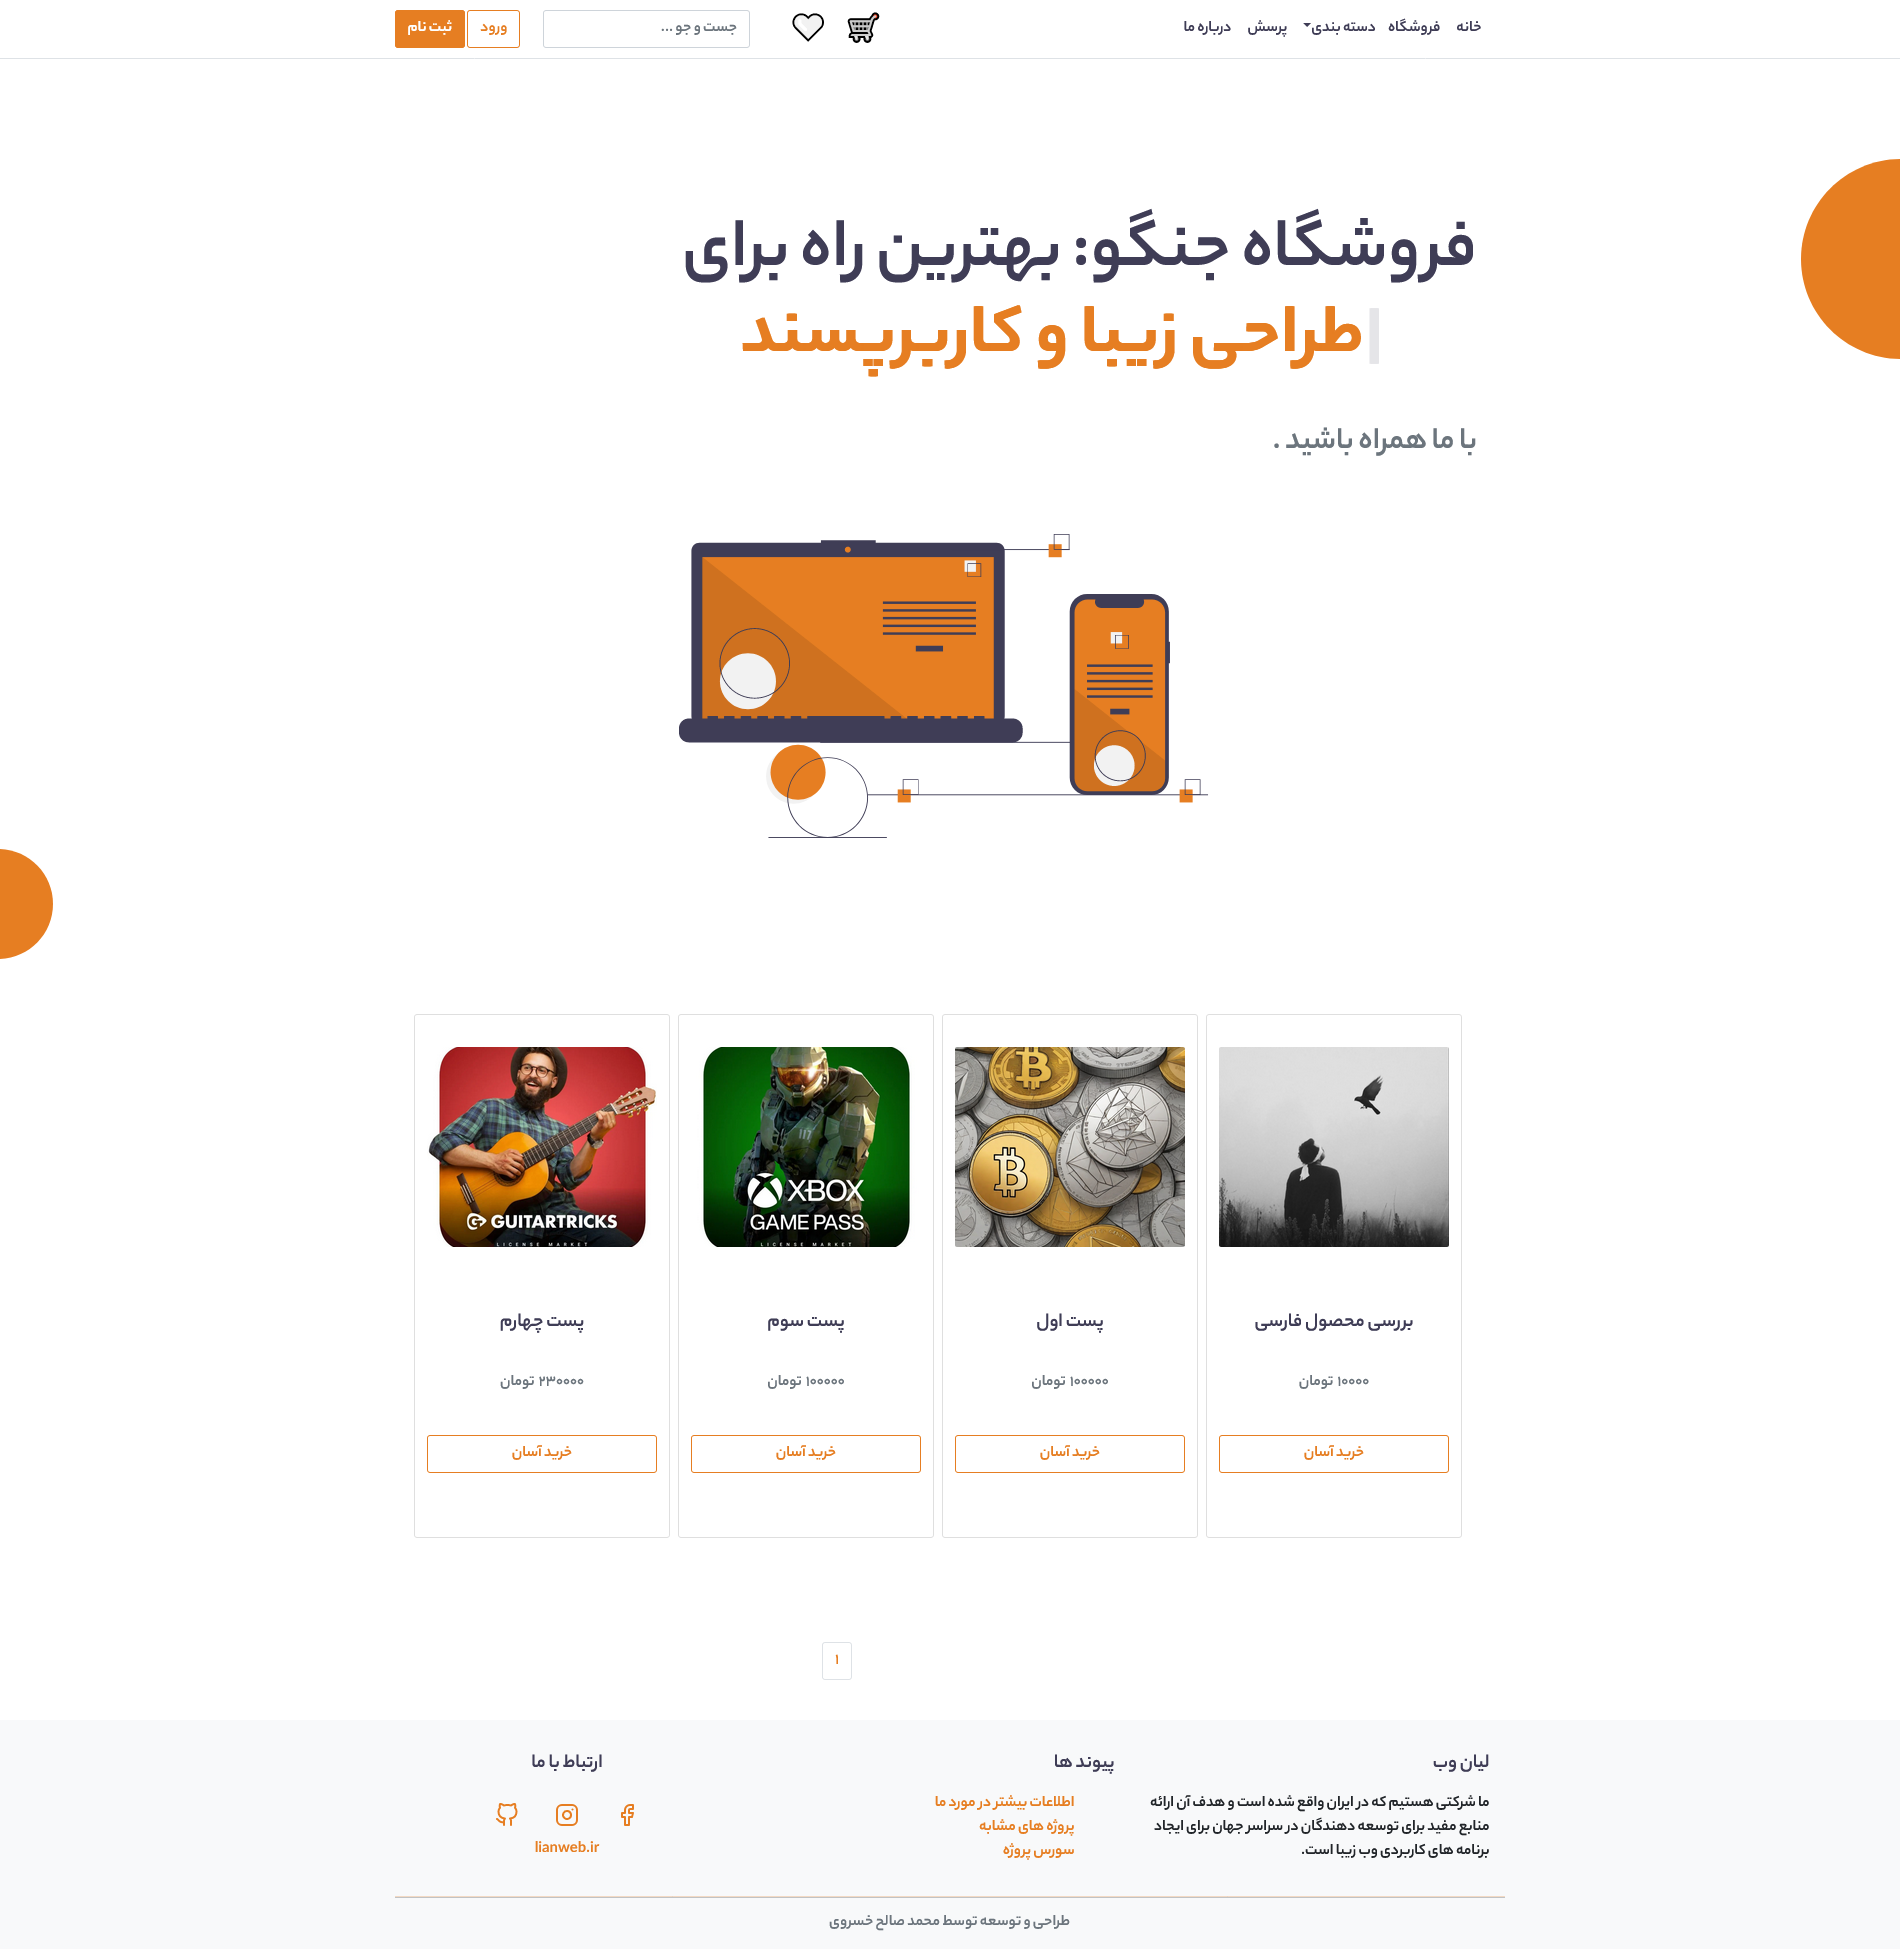 خانه
فروشگاه
دسته بندی
پرسش
درباره ما
جست و جو ...
ورود
ثبت نام
فروشگاه جنگو: بهترین راه برای
طراحی زیبا و کاربرپسند
با ما همراه باشید .
بررسی محصول فارسی
۱۰۰۰۰ تومان
خرید آسان
پست اول
۱۰۰۰۰۰ تومان
خرید آسان
XBOX
GAME PASS
LICENSE MARKET
پست سوم
۱۰۰۰۰۰ تومان
خرید آسان
GUITARTRICKS
LICENSE MARKET
پست چهارم
۲۳۰۰۰۰ تومان
خرید آسان
۱
لیان وب
ما شرکتی هستیم که در ایران واقع شده است و هدف آن ارائه
منابع مفید برای توسعه دهندگان در سراسر جهان برای ایجاد
برنامه های کاربردی وب زیبا است.
پیوند ها
اطلاعات بیشتر در مورد ما
پروژه های مشابه
سورس پروژه
ارتباط با ما
lianweb.ir
طراحی و توسعه توسط محمد صالح خسروی